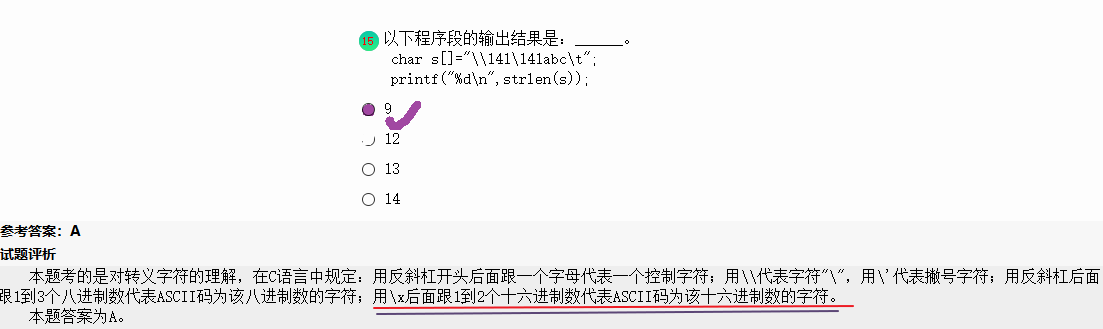 15 以下程序段的输出结果是：______。
char s[]="\\141\141abc\t";
printf("%d\n",strlen(s));
9
12
13
14
参考答案：A
试题评析
本题考的是对转义字符的理解，在C语言中规定：用反斜杠开头后面跟一个字母代表一个控制字符；用\\代表字符"\"，用\'代表撇号字符；用反斜杠后面
跟1到3个八进制数代表ASCII码为该八进制数的字符；用\x后面跟1到2个十六进制数代表ASCII码为该十六进制数的字符。
本题答案为A。